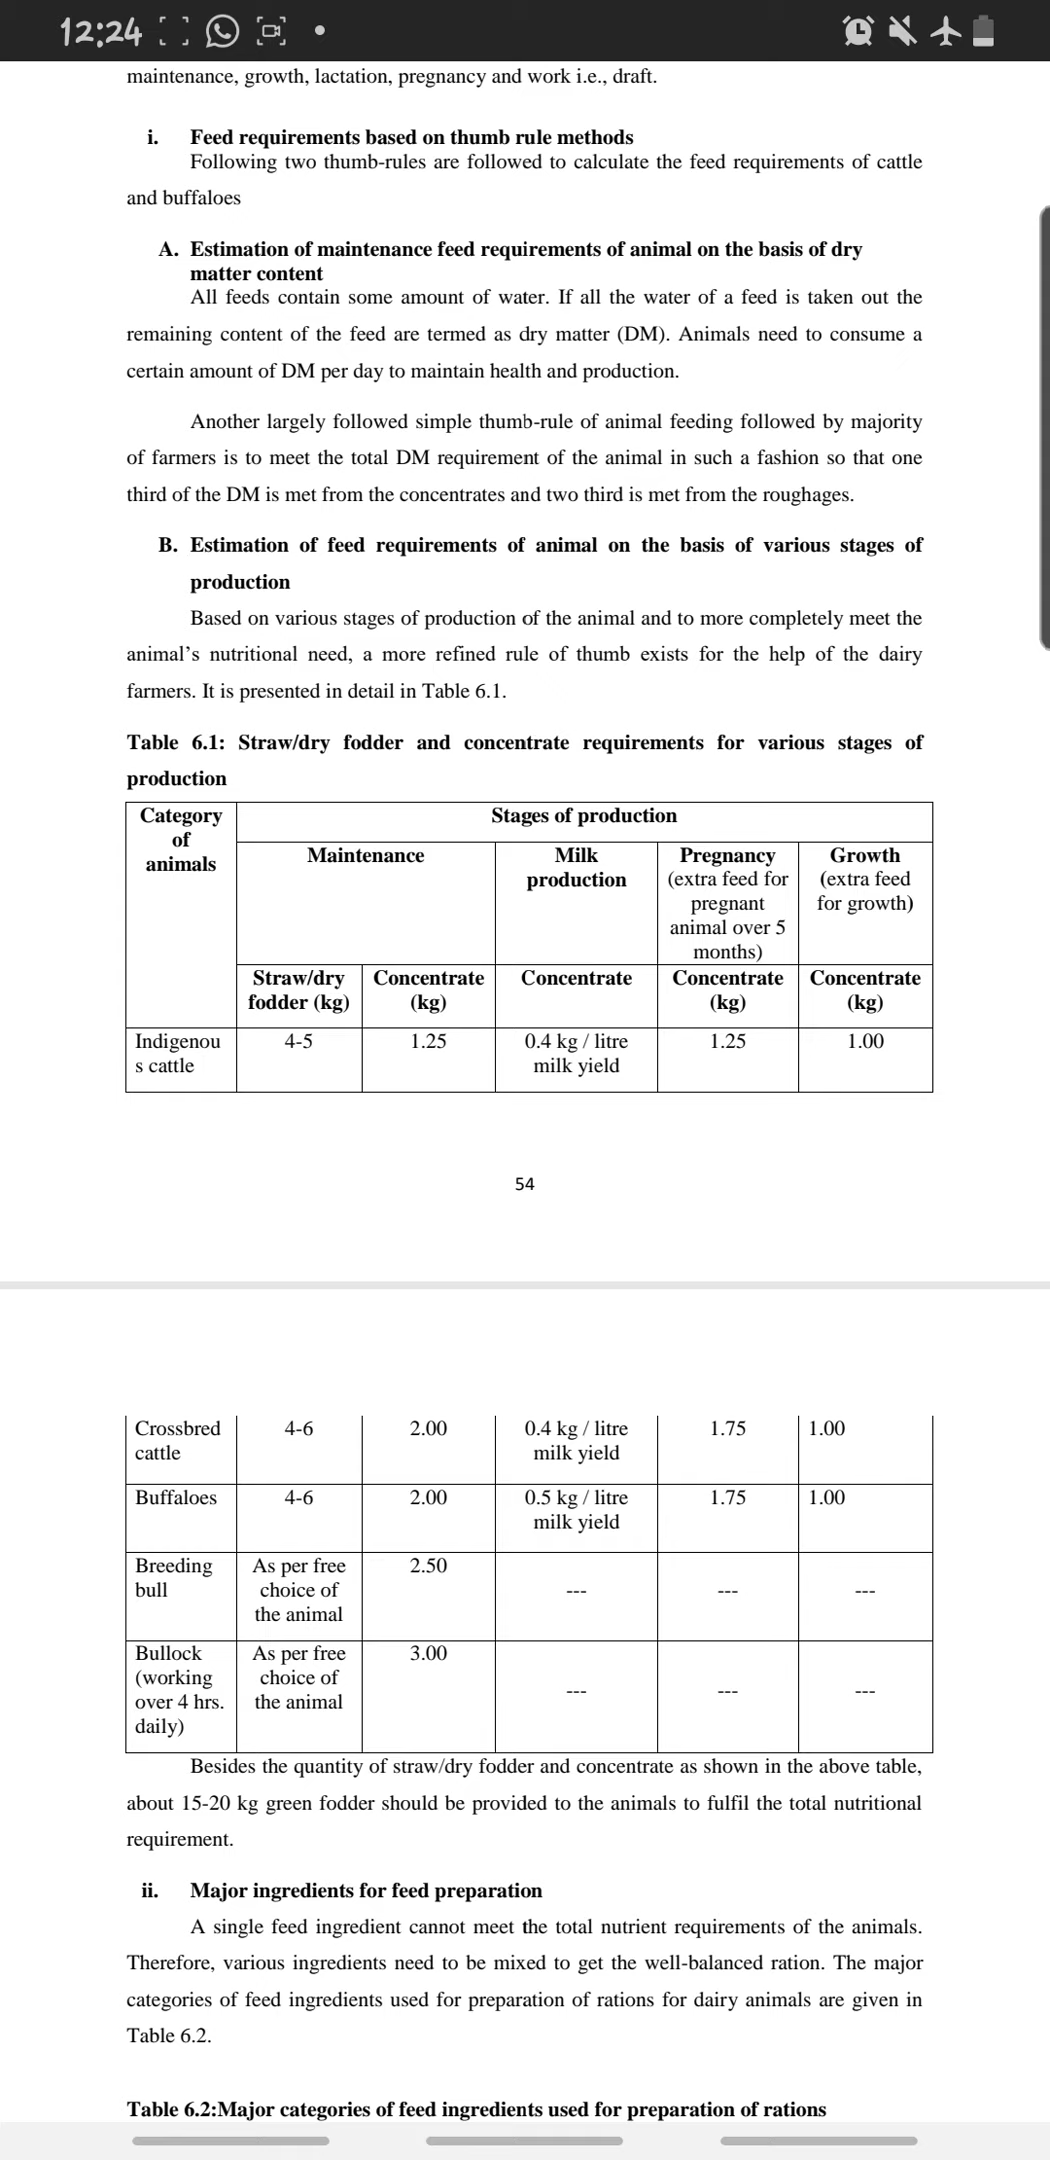 12:24
maintenance, growth, lactation, pregnancy and work i.e., draft.
i. Feed requirements based on thumb rule methods
Following two thumb-rules are followed to calculate the feed requirements of cattle
and buffaloes
A. Estimation of maintenance feed requirements of animal on the basis of dry
matter content
All feeds contain some amount of water. If all the water of a feed is taken out the
remaining content of the feed are termed as dry matter (DM). Animals need to consume a
certain amount of DM per day to maintain health and production.
Another largely followed simple thumb-rule of animal feeding followed by majority
of farmers is to meet the total DM requirement of the animal in such a fashion so that one
third of the DM is met from the concentrates and two third is met from the roughages.
B. Estimation of feed requirements of animal on the basis of various stages of
production
Based on various stages of production of the animal and to more completely meet the
animal's nutritional need, a more refined rule of thumb exists for the help of the dairy
farmers. It is presented in detail in Table 6.1.
Table 6.1: Straw/dry fodder and concentrate requirements for various stages of
production
Category
of
animals
Stages of production
Maintenance
Milk
production
Pregnancy
(extra feed for
pregnant
animal over 5
months)
Growth
(extra feed
for growth)
Straw/dry
fodder (kg)
Concentrate
(kg)
Concentrate
Concentrate
(kg)
Concentrate
(kg)
Indigenou
s cattle
4-5
1.25
0.4 kg / litre
milk yield
1.25
1.00
54
Crossbred
cattle
4-6
2.00
0.4 kg / litre
milk yield
1.75
1.00
Buffaloes
4-6
2.00
0.5 kg / litre
milk yield
1.75
1.00
Breeding
bull
As per free
choice of
the animal
2.50
---
---
---
Bullock
(working
over 4 hrs.
daily)
As per free
choice of
the animal
3.00
---
---
---
Besides the quantity of straw/dry fodder and concentrate as shown in the above table,
about 15-20 kg green fodder should be provided to the animals to fulfil the total nutritional
requirement.
ii. Major ingredients for feed preparation
A single feed ingredient cannot meet the total nutrient requirements of the animals.
Therefore, various ingredients need to be mixed to get the well-balanced ration. The major
categories of feed ingredients used for preparation of rations for dairy animals are given in
Table 6.2.
Table 6.2:Major categories of feed ingredients used for preparation of rations